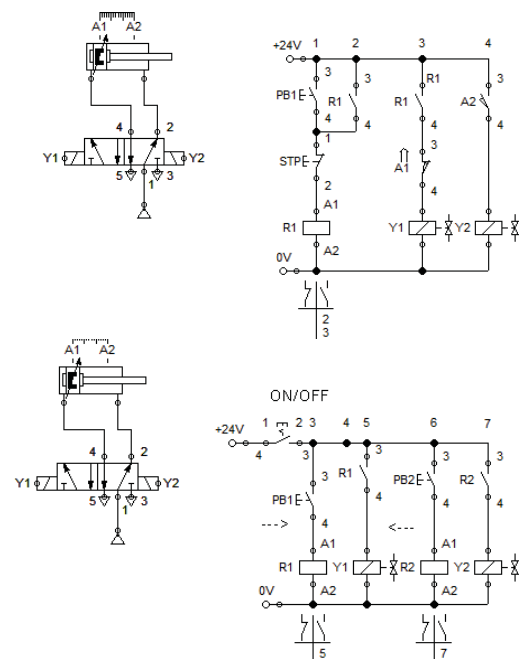 A1 A2
4 2
Y1 Y2
5 1 3
1 2 3 4
+24V
3 3 R1 3
PB1 R1 R1 A2
4 4 4 4
1 3
STP A1
2 4
A1
R1 Y1 Y2
A2
0V
2
3
A1 A2
4 2
Y1 Y2
5 1 3
ON/OFF
1 2 3 4 5 6 7
+24V
4 3 3 3 3
R1 PB2 R2
PB1 4 4 4
4
---> <---
A1 A1
R1 Y1 R2 Y2
A2 A2
0V
5 7